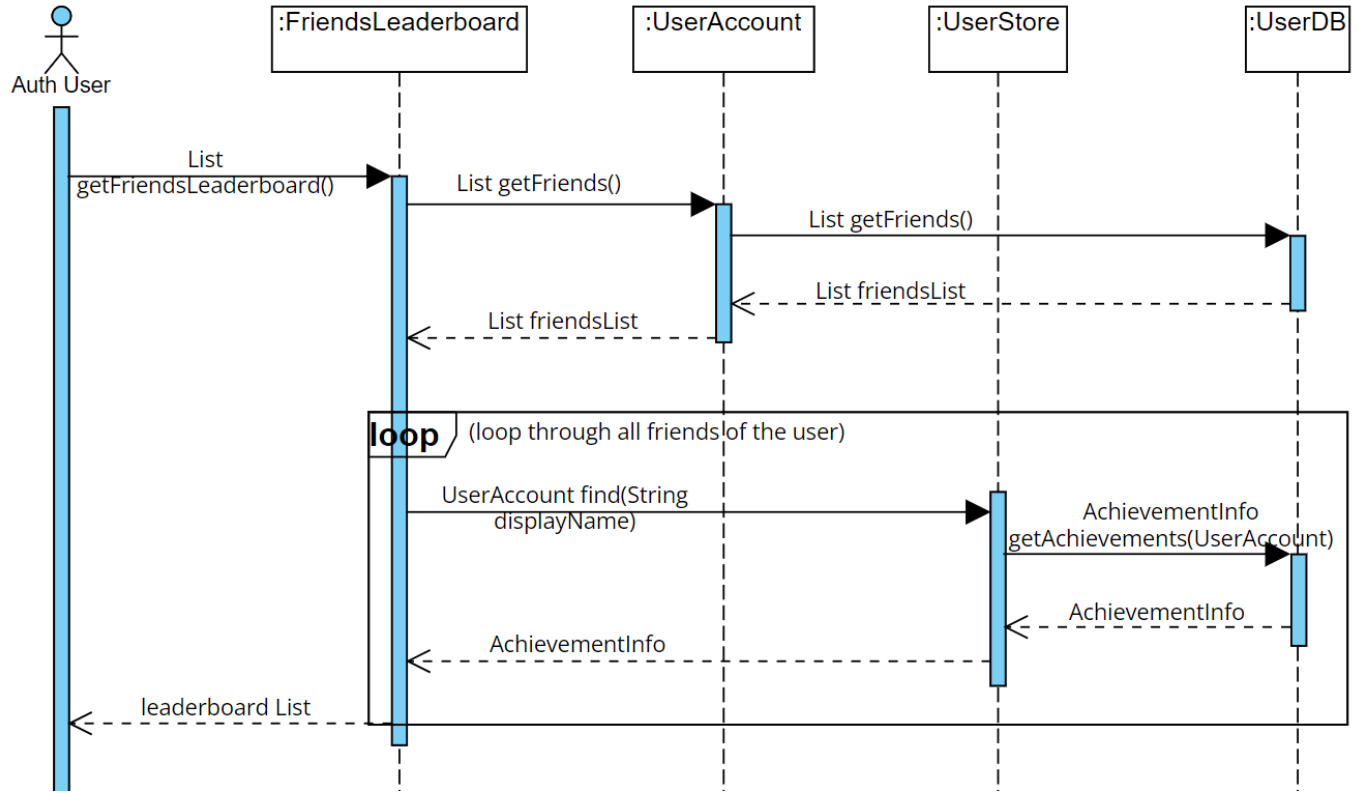 :FriendsLeaderboard
:UserAccount
:UserStore
:UserDB
Auth User
List
getFriendsLeaderboard()
List getFriends()
List getFriends()
List friendsList
List friendsList
loop
(loop through all friends of the user)
UserAccount find(String
displayName)
AchievementInfo
getAchievements(UserAccount)
AchievementInfo
AchievementInfo
leaderboard List